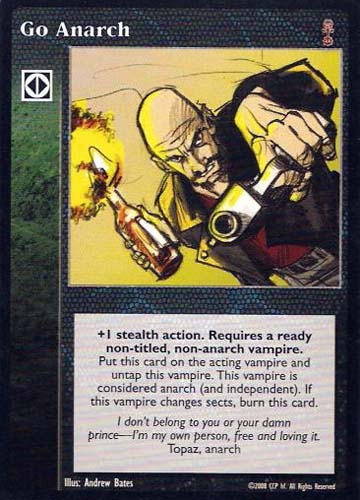 Go Anarch
+1 stealth action. Requires a ready
non-titled, non-anarch vampire.
Put this card on the acting vampire and
untap this vampire. This vampire is
considered anarch (and independent). If
this vampire changes sects, burn this card.
I don't belong to you or your damn
prince—I'm my own person, free and loving it.
Topaz, anarch
Illus: Andrew Bates
©2008 CCP hf. All Rights Reserved